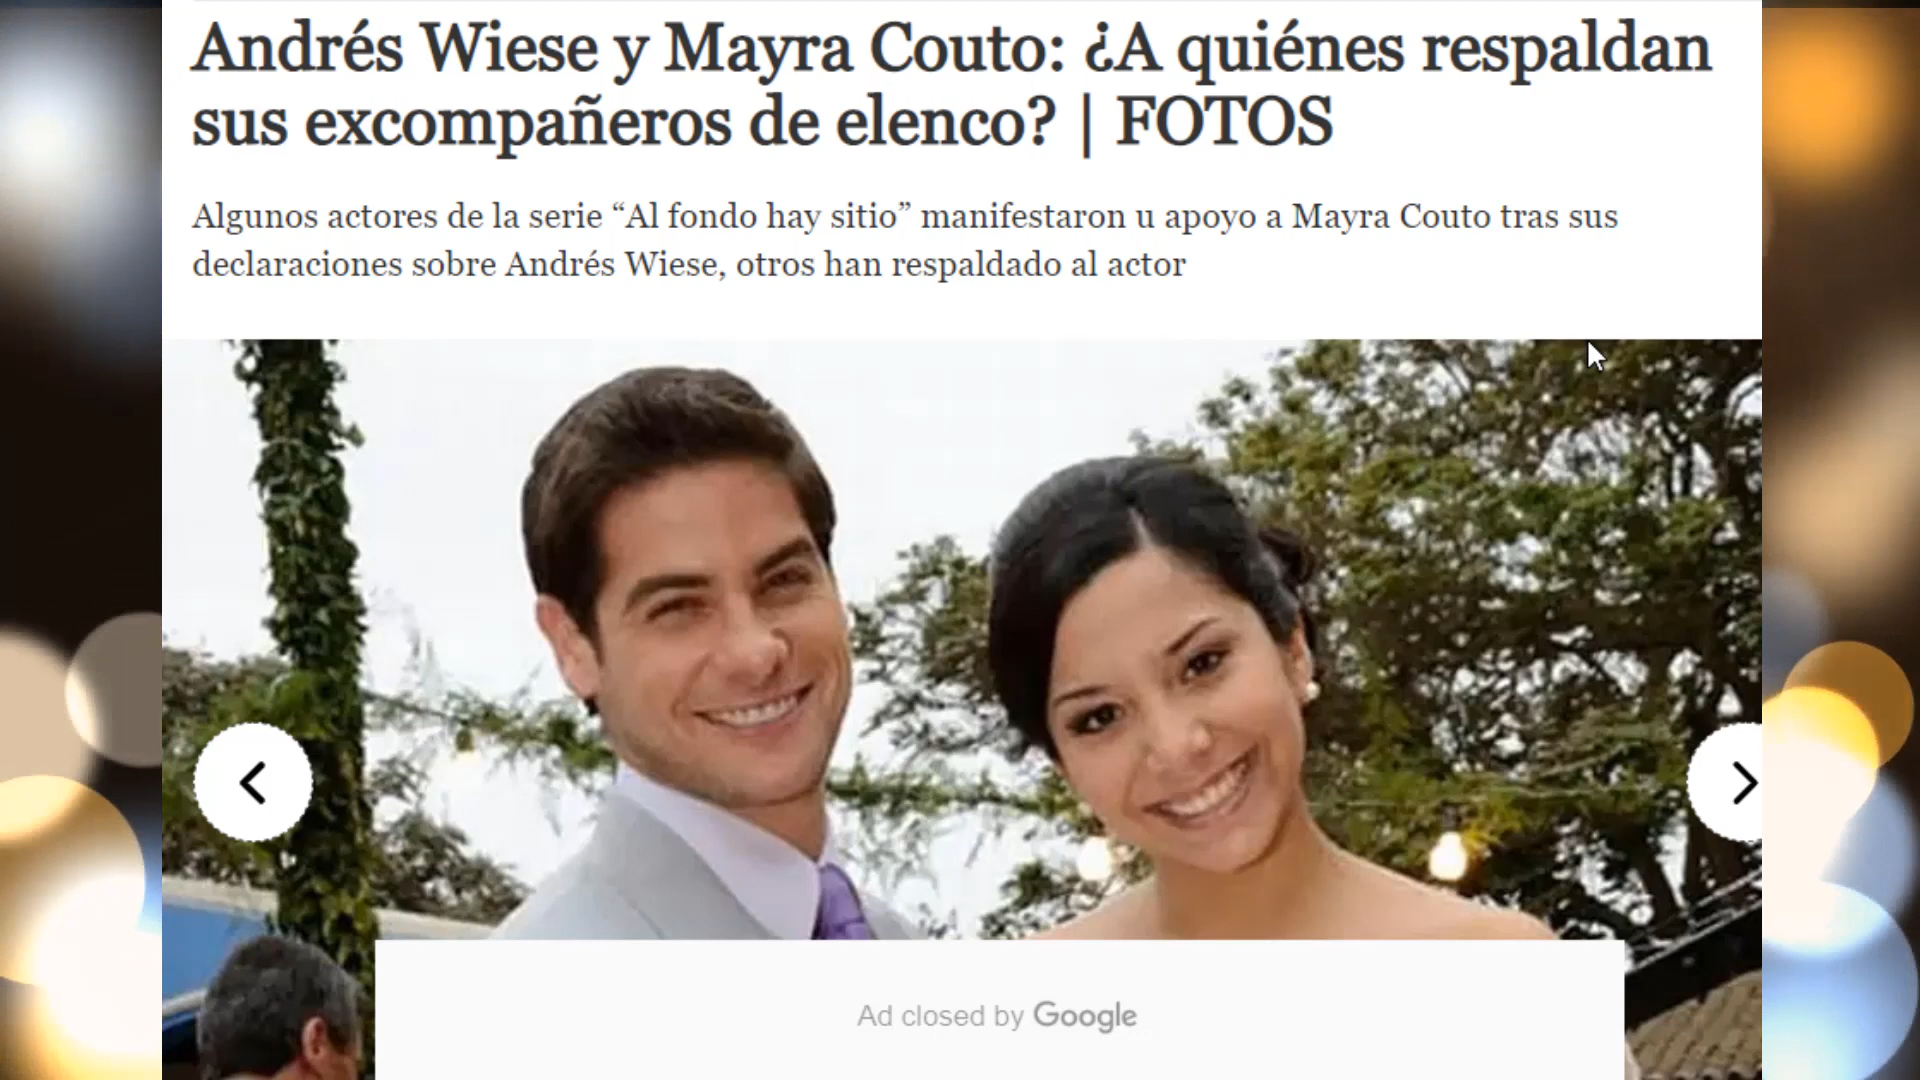 Andrés Wiese y Mayra Couto: ¿A quiénes respaldan
sus excompañeros de elenco? | FOTOS
Algunos actores de la serie “Al fondo hay sitio” manifestaron u apoyo a Mayra Couto tras sus
declaraciones sobre Andrés Wiese, otros han respaldado al actor
Ad closed by Google